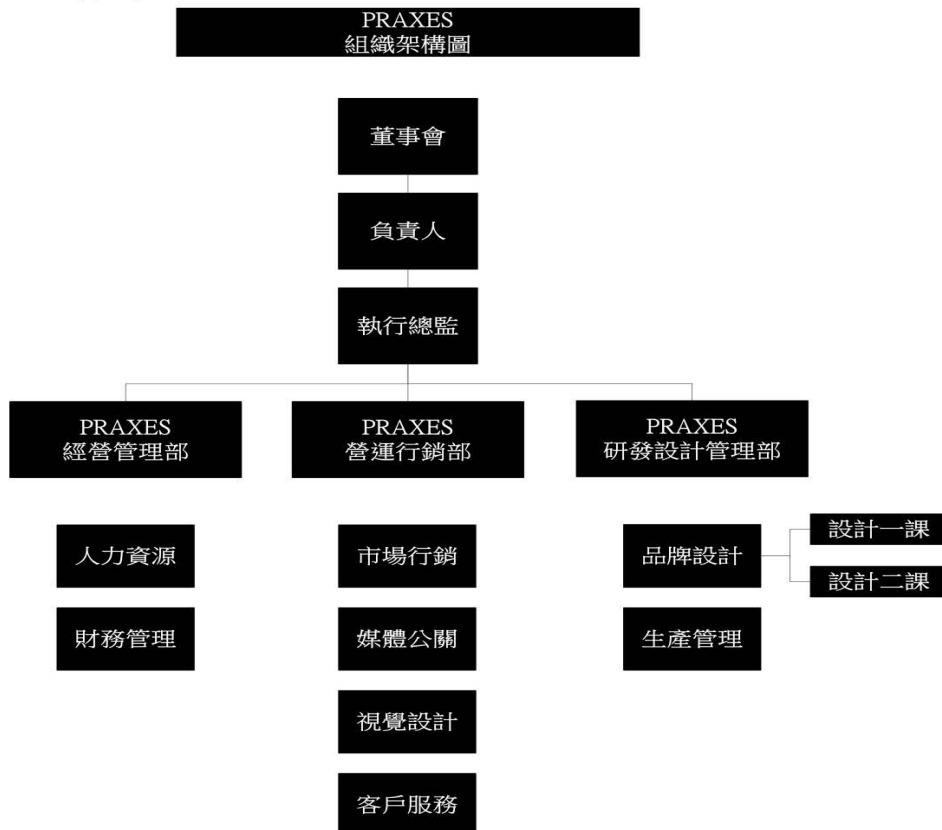 PRAXES
組織架構圖
董事會
負責人
執行總監
PRAXES
經營管理部
PRAXES
營運行銷部
PRAXES
研發設計管理部
人力資源
財務管理
市場行銷
媒體公關
視覺設計
客戶服務
品牌設計
設計一課
設計二課
生產管理